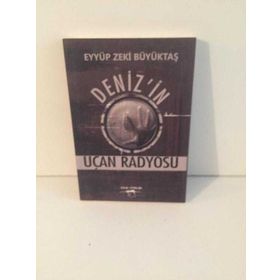 EYYÜP ZEKİ BÜYÜKTAŞ
DENİZ'İN
UÇAN RADYOSU